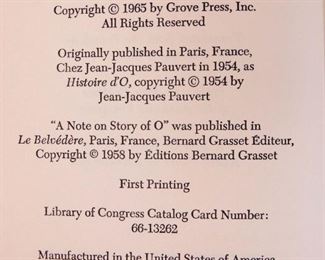 Copyright © 1965 by Grove Press, Inc.
All Rights Reserved
Originally published in Paris, France,
Chez Jean-Jacques Pauvert in 1954, as
Histoire d'O, copyright © 1954 by
Jean-Jacques Pauvert
"A Note on Story of O" was published in
Le Belvédère, Paris, France, Bernard Grasset Éditeur,
Copyright © 1958 by Éditions Bernard Grasset
First Printing
Library of Congress Catalog Card Number:
66-13262
Manufactured in the United States of America